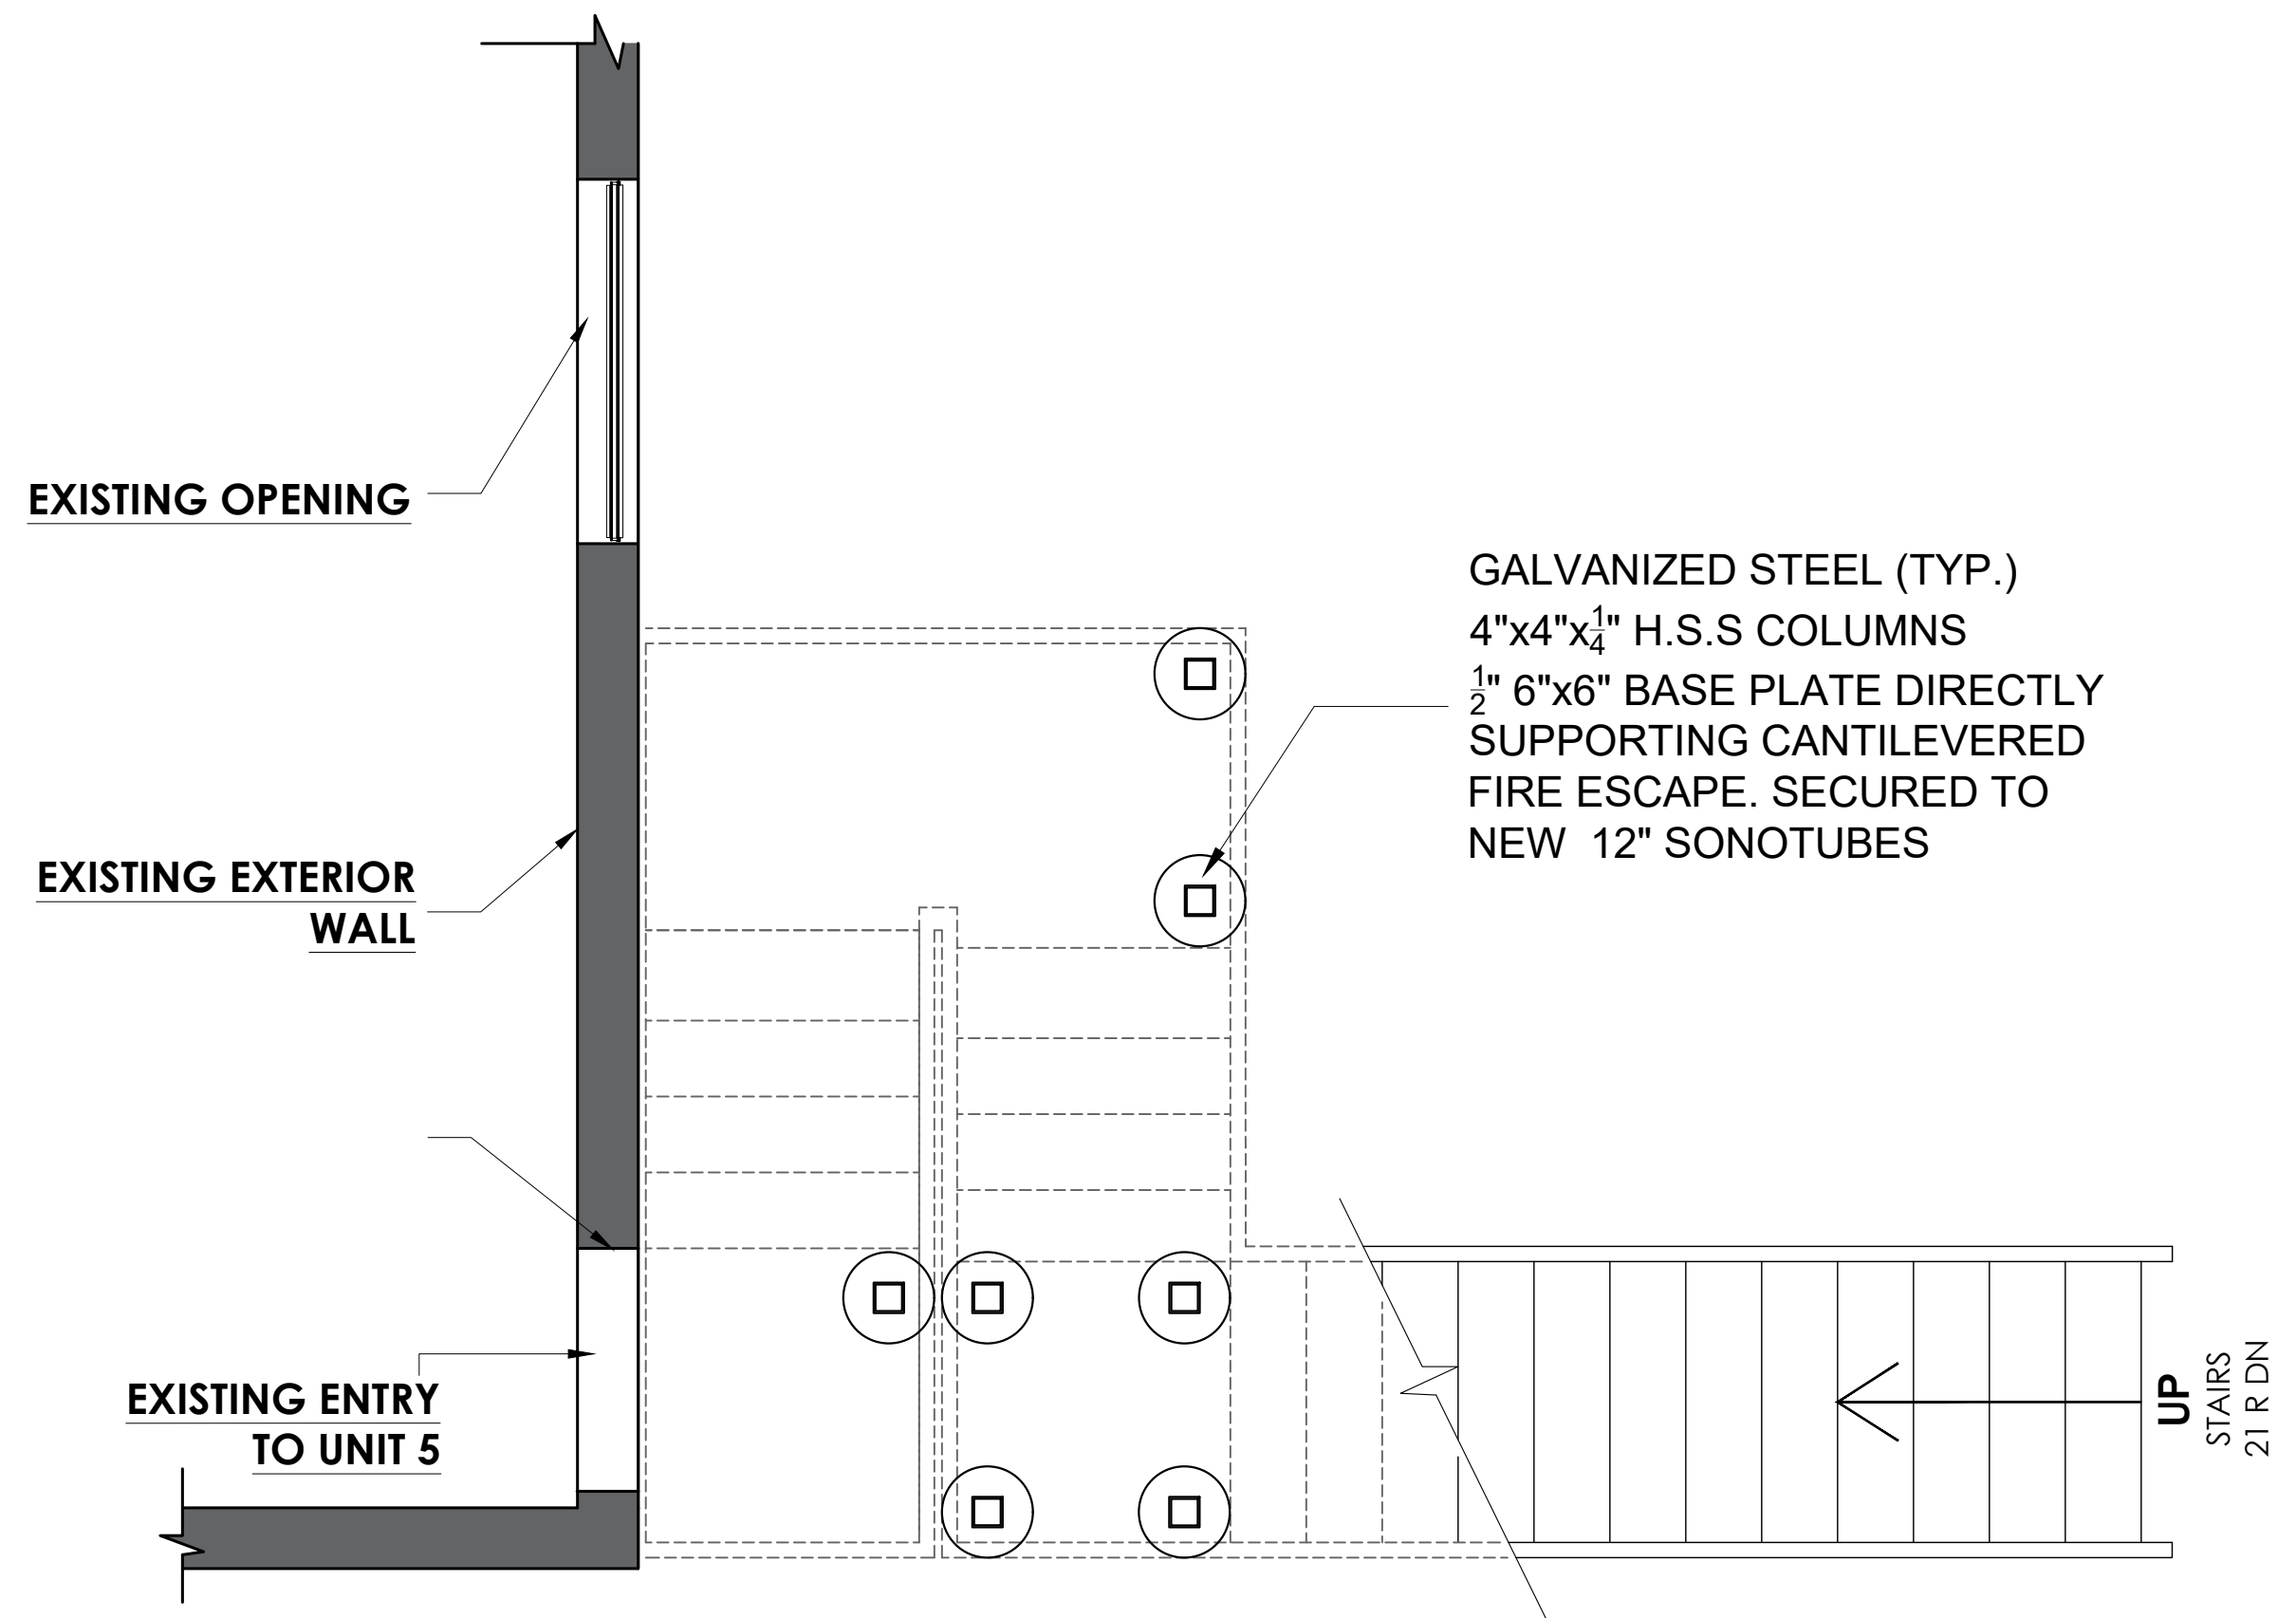 EXISTING OPENING
GALVANIZED STEEL (TYP.)
4"x4"x1/4" H.S.S COLUMNS
1/2" 6"x6" BASE PLATE DIRECTLY
SUPPORTING CANTILEVERED
FIRE ESCAPE. SECURED TO
NEW 12" SONOTUBES
EXISTING EXTERIOR
WALL
EXISTING ENTRY
TO UNIT 5
UP
STAIRS
21 R DN